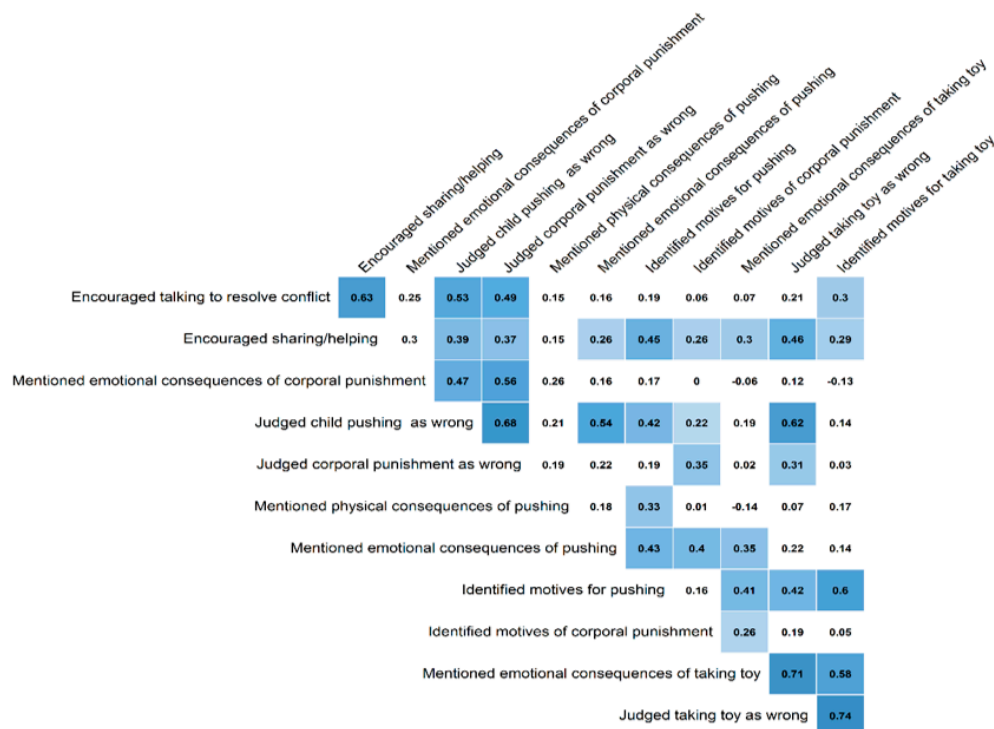 Encouraged sharing/helping
Mentioned emotional consequences of corporal punishment
Judged child pushing as wrong
Judged corporal punishment as wrong
Mentioned physical consequences of pushing
Mentioned emotional consequences of pushing
Identified motives for pushing
Identified motives of corporal punishment
Mentioned emotional consequences of taking toy
Judged taking toy as wrong
Identified motives for taking toy
Encouraged talking to resolve conflict 0.63 0.25 0.53 0.49 0.15 0.16 0.19 0.06 0.07 0.21 0.3
Encouraged sharing/helping 0.3 0.39 0.37 0.15 0.26 0.45 0.26 0.3 0.46 0.29
Mentioned emotional consequences of corporal punishment 0.47 0.56 0.26 0.16 0.17 0 -0.06 0.12 -0.13
Judged child pushing as wrong 0.68 0.21 0.54 0.42 0.22 0.19 0.62 0.14
Judged corporal punishment as wrong 0.19 0.22 0.19 0.35 0.02 0.31 0.03
Mentioned physical consequences of pushing 0.18 0.33 0.01 -0.14 0.07 0.17
Mentioned emotional consequences of pushing 0.43 0.4 0.35 0.22 0.14
Identified motives for pushing 0.16 0.41 0.42 0.6
Identified motives of corporal punishment 0.26 0.19 0.05
Mentioned emotional consequences of taking toy 0.71 0.58
Judged taking toy as wrong 0.74